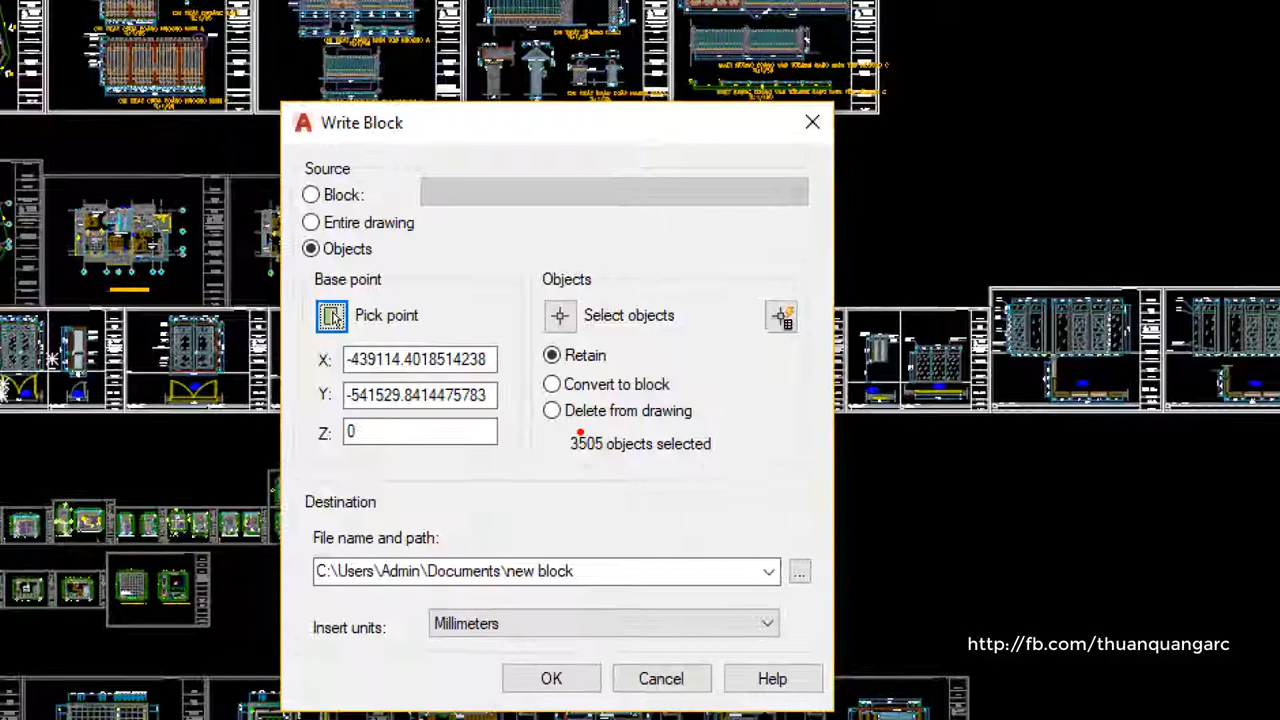 Write Block
Source
Block:
Entire drawing
Objects
Base point
Objects
Pick point
Select objects
X: -439114.4018514238
Retain
Convert to block
Y: -541529.8414475783
Delete from drawing
Z: 0
3505 objects selected
Destination
File name and path:
C:\Users\Admin\Documents\new block
...
Insert units: Millimeters
http://fb.com/thuanquangarc
OK Cancel Help